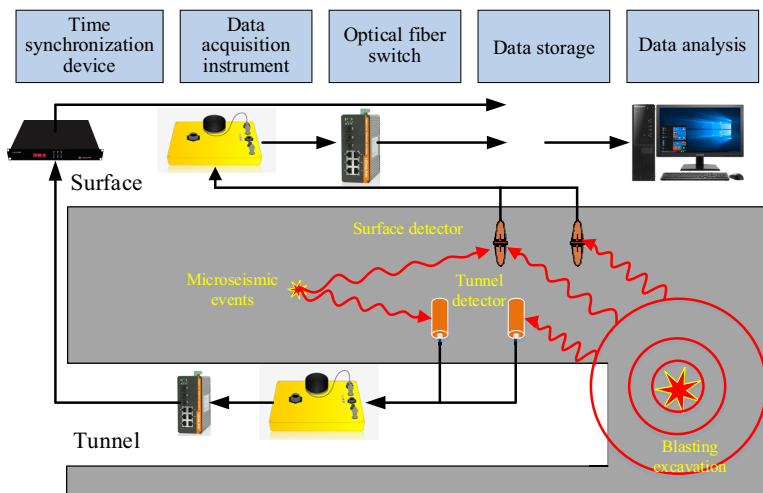 Time
synchronization
device
Data
acquisition
instrument
Optical fiber
switch
Data storage
Data analysis
Surface
Surface detector
Microseismic
events
Tunnel
detector
Tunnel
Blasting
excavation